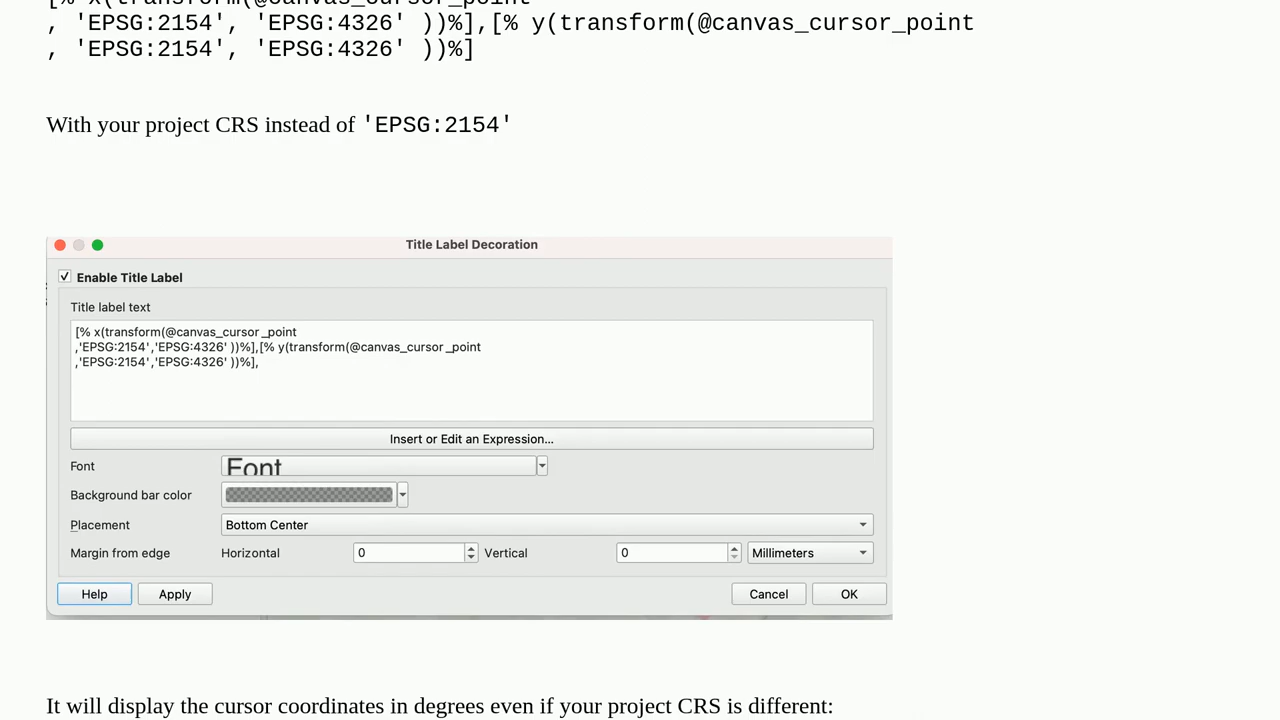 [% x(transform(@canvas_cursor_point
, 'EPSG:2154', 'EPSG:4326' ))%],[% y(transform(@canvas_cursor_point
, 'EPSG:2154', 'EPSG:4326' ))%]
With your project CRS instead of 'EPSG:2154'
Title Label Decoration
Enable Title Label
Title label text
[% x(transform(@canvas_cursor_point
,'EPSG:2154','EPSG:4326' ))%],[% y(transform(@canvas_cursor_point
,'EPSG:2154','EPSG:4326' ))%],
Insert or Edit an Expression...
Font Font
Background bar color
Placement Bottom Center
Margin from edge Horizontal 0 Vertical 0 Millimeters
Help Apply Cancel OK
It will display the cursor coordinates in degrees even if your project CRS is different: